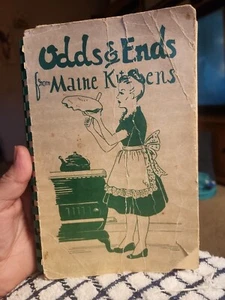 Odds & Ends
from Maine Kitchens